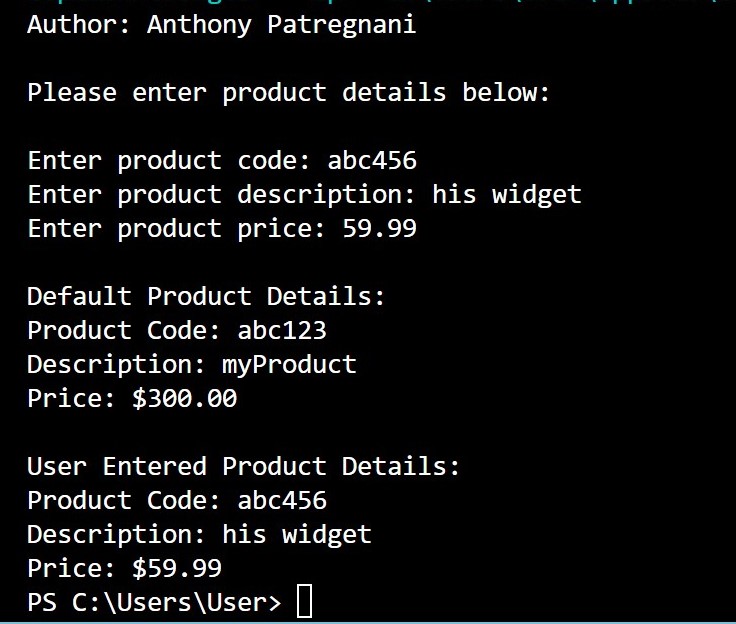 Author: Anthony Patregnani
Please enter product details below:
Enter product code: abc456
Enter product description: his widget
Enter product price: 59.99
Default Product Details:
Product Code: abc123
Description: myProduct
Price: $300.00
User Entered Product Details:
Product Code: abc456
Description: his widget
Price: $59.99
PS C:\Users\User>